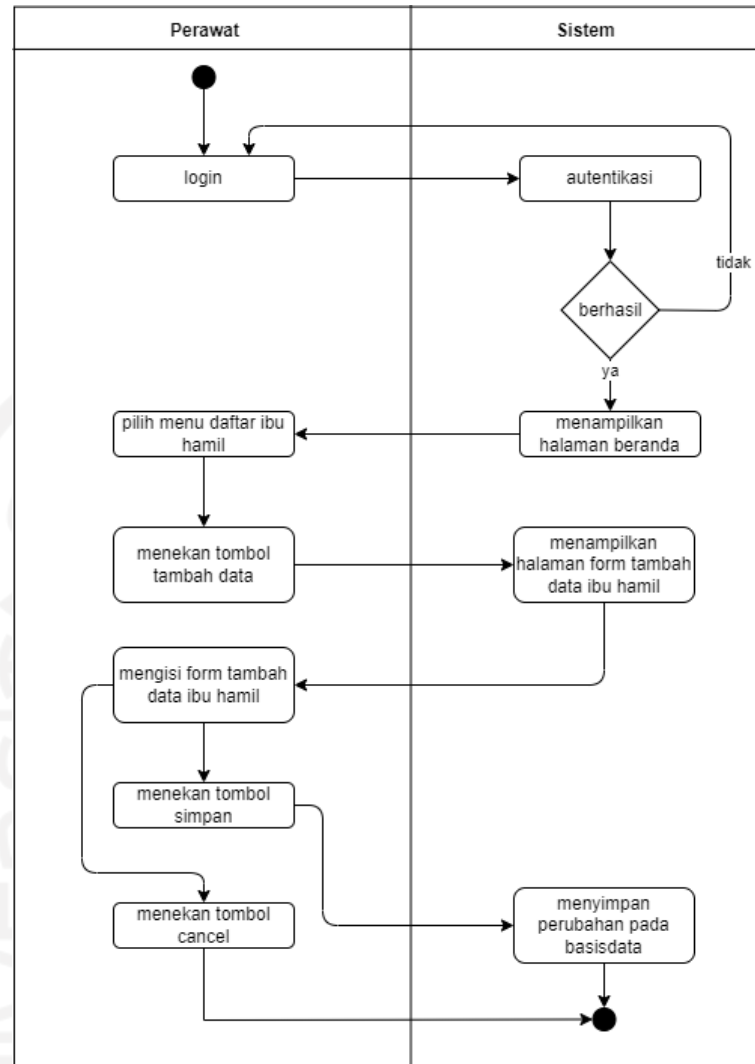 Perawat
Sistem
login
autentikasi
tidak
berhasil
ya
pilih menu daftar ibu
hamil
menampilkan
halaman beranda
menekan tombol
tambah data
menampilkan
halaman form tambah
data ibu hamil
mengisi form tambah
data ibu hamil
menekan tombol
simpan
menekan tombol
cancel
menyimpan
perubahan pada
basisdata